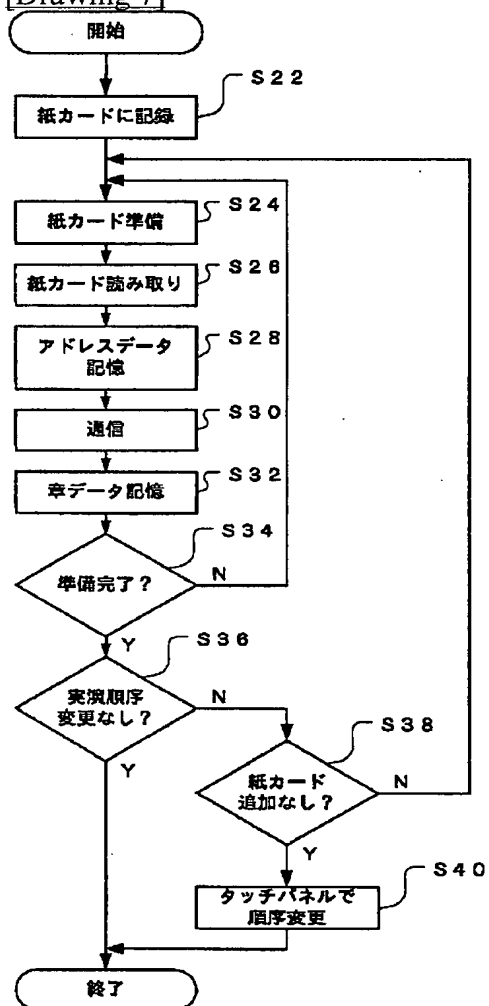 [Drawing 7]
開始
S22
紙カードに記録
S24
紙カード準備
S26
紙カード読み取り
S28
アドレスデータ
記憶
S30
通信
S32
章データ記憶
S34
準備完了？
N
Y
S36
実演順序
変更なし？
N
Y
S38
紙カード
追加なし？
N
Y
S40
タッチパネルで
順序変更
終了